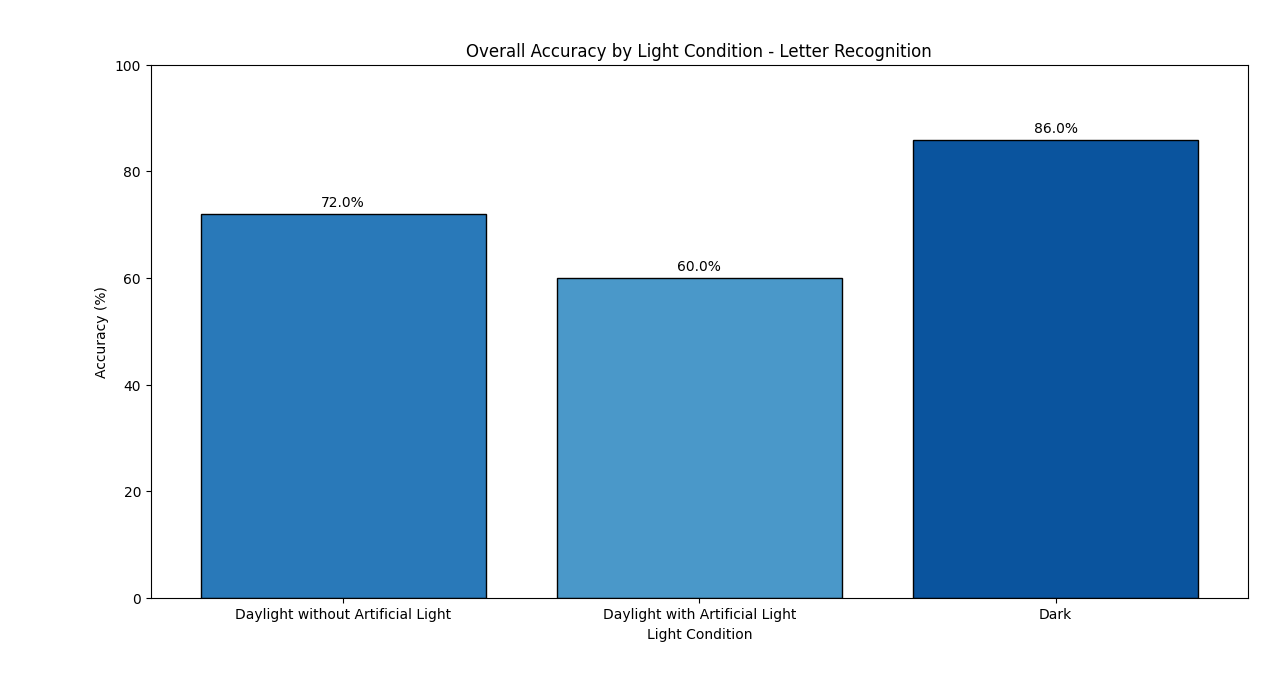 Overall Accuracy by Light Condition - Letter Recognition
100
80
60
40
20
0
Accuracy (%)
72.0%
60.0%
86.0%
Daylight without Artificial Light
Daylight with Artificial Light
Dark
Light Condition